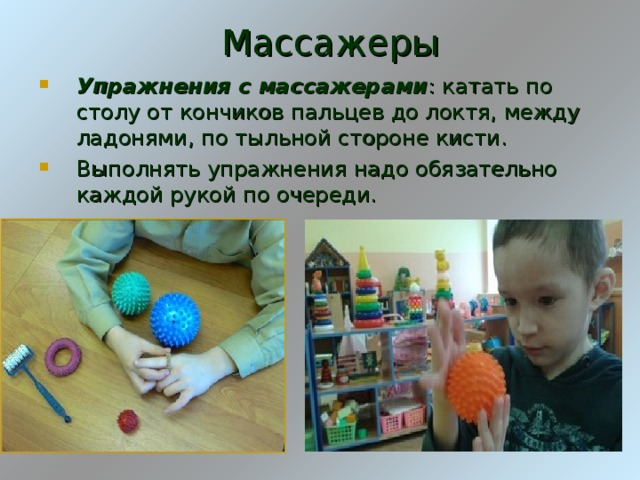 Массажеры
Упражнения с массажерами: катать по
столу от кончиков пальцев до локтя, между
ладонями, по тыльной стороне кисти.
Выполнять упражнения надо обязательно
каждой рукой по очереди.